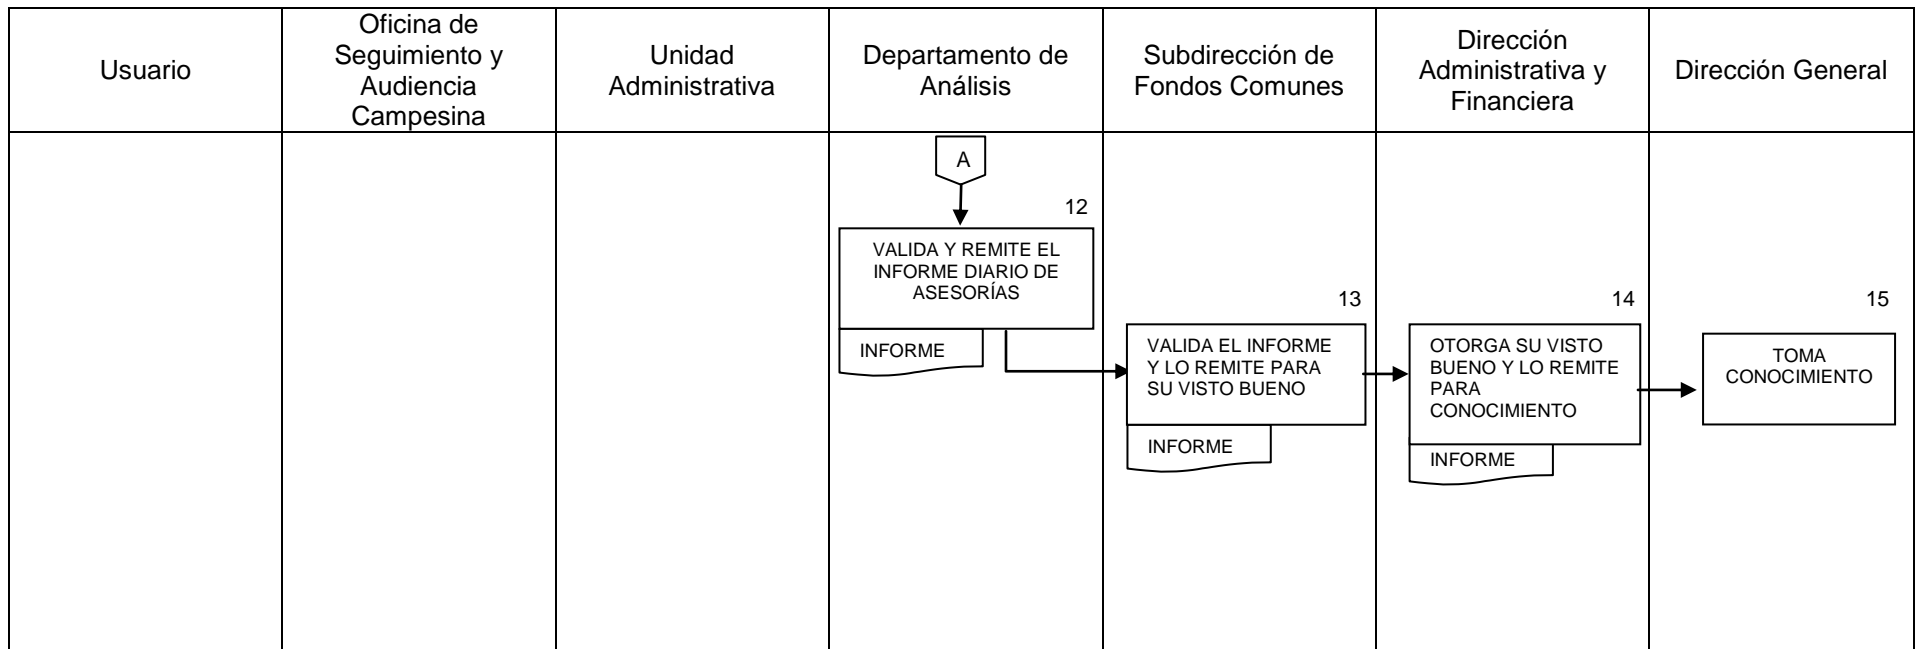 Usuario
Oficina de
Seguimiento y
Audiencia
Campesina
Unidad
Administrativa
Departamento de
Análisis
Subdirección de
Fondos Comunes
Dirección
Administrativa y
Financiera
Dirección General
A
12
VALIDA Y REMITE EL
INFORME DIARIO DE
ASESORÍAS
INFORME
13
VALIDA EL INFORME
Y LO REMITE PARA
SU VISTO BUENO
INFORME
14
OTORGA SU VISTO
BUENO Y LO REMITE
PARA
CONOCIMIENTO
INFORME
15
TOMA
CONOCIMIENTO